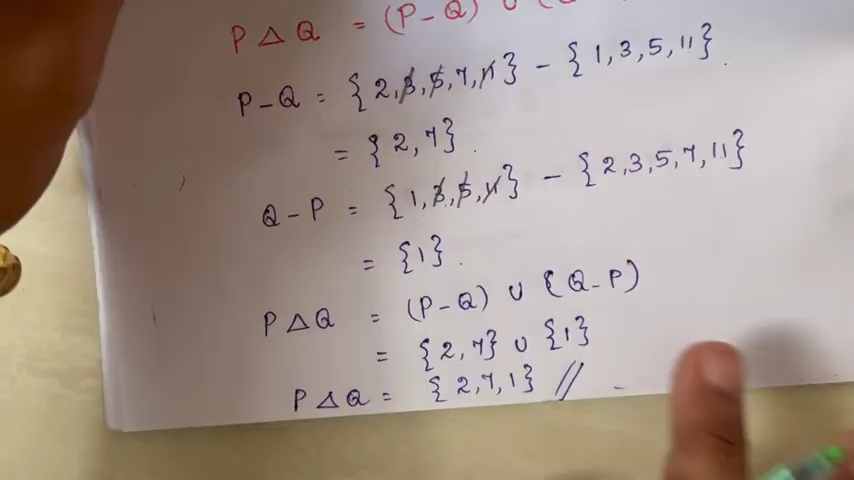 P △ Q = (P - Q) ∪ (
P - Q = {2, 3, 5, 7, 11} - {1, 3, 5, 11}.
= {2, 7}.
Q - P = {1, 3, 5, 11} - {2, 3, 5, 7, 11}
= {1}.
P △ Q = (P - Q) ∪ (Q - P)
= {2, 7} ∪ {1}
P △ Q = {2, 7, 1} //